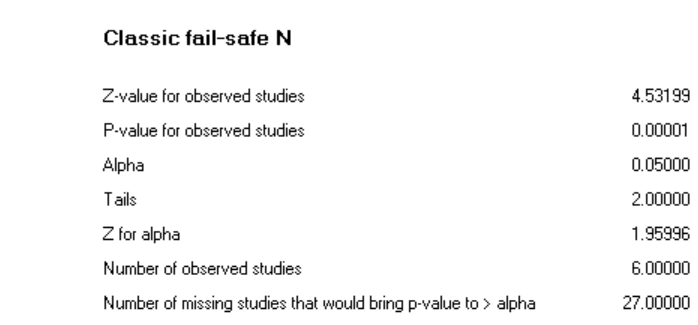 Classic fail-safe N
Z-value for observed studies 4.53199
P-value for observed studies 0.00001
Alpha 0.05000
Tails 2.00000
Z for alpha 1.95996
Number of observed studies 6.00000
Number of missing studies that would bring p-value to > alpha 27.00000